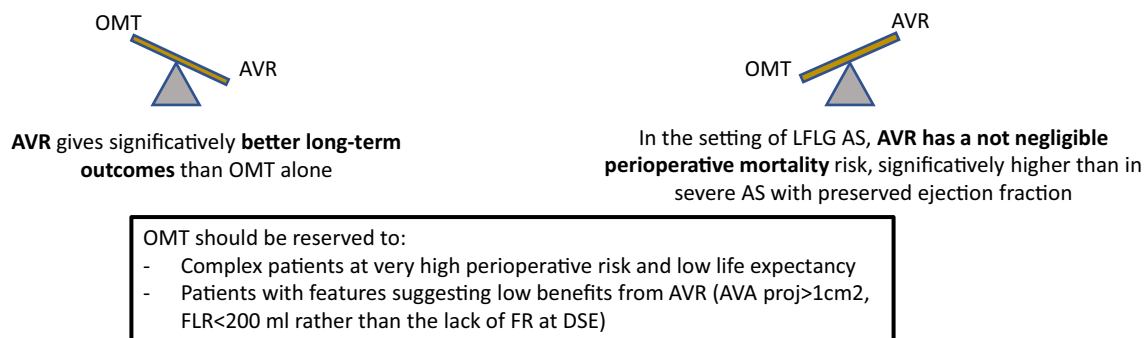 OMT
AVR
AVR gives significatively better long-term
outcomes than OMT alone
AVR
OMT
In the setting of LFLG AS, AVR has a not negligible
perioperative mortality risk, significatively higher than in
severe AS with preserved ejection fraction
OMT should be reserved to:
- Complex patients at very high perioperative risk and low life expectancy
- Patients with features suggesting low benefits from AVR (AVA proj>1cm2,
FLR<200 ml rather than the lack of FR at DSE)